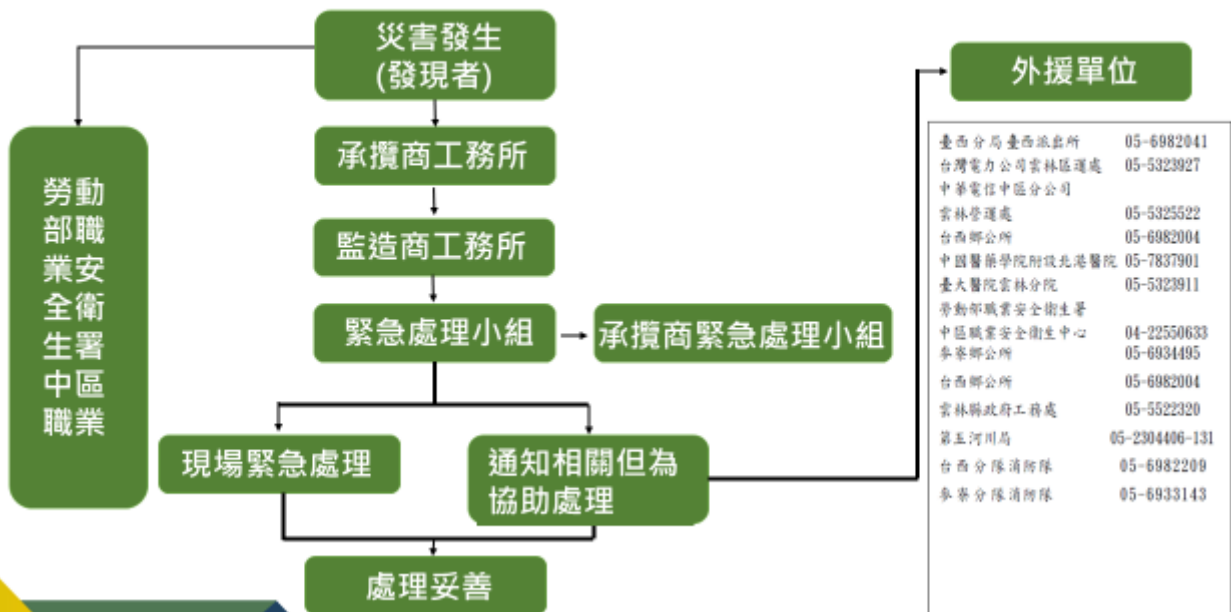 災害發生
(發現者)
外援單位
承攬商工務所
監造商工務所
緊急處理小組
承攬商緊急處理小組
勞動
部職
業安
全衛
生署
中區
職業
現場緊急處理
通知相關但為
協助處理
處理妥善
臺西分局臺西派出所 05-6982041
台灣電力公司雲林區運處 05-5323927
中華電信中區分公司
雲林營運處 05-5325522
台西鄉公所 05-6982004
中國醫藥學院附設北港醫院 05-7837901
臺大醫院雲林分院 05-5323911
勞動部職業安全衛生署
中區職業安全衛生中心 04-22550633
麥寮鄉公所 05-6934495
台西鄉公所 05-6982004
雲林縣政府工務處 05-5522320
第五河川局 05-2304406-131
台西分隊消防隊 05-6982209
麥寮分隊消防隊 05-6933143